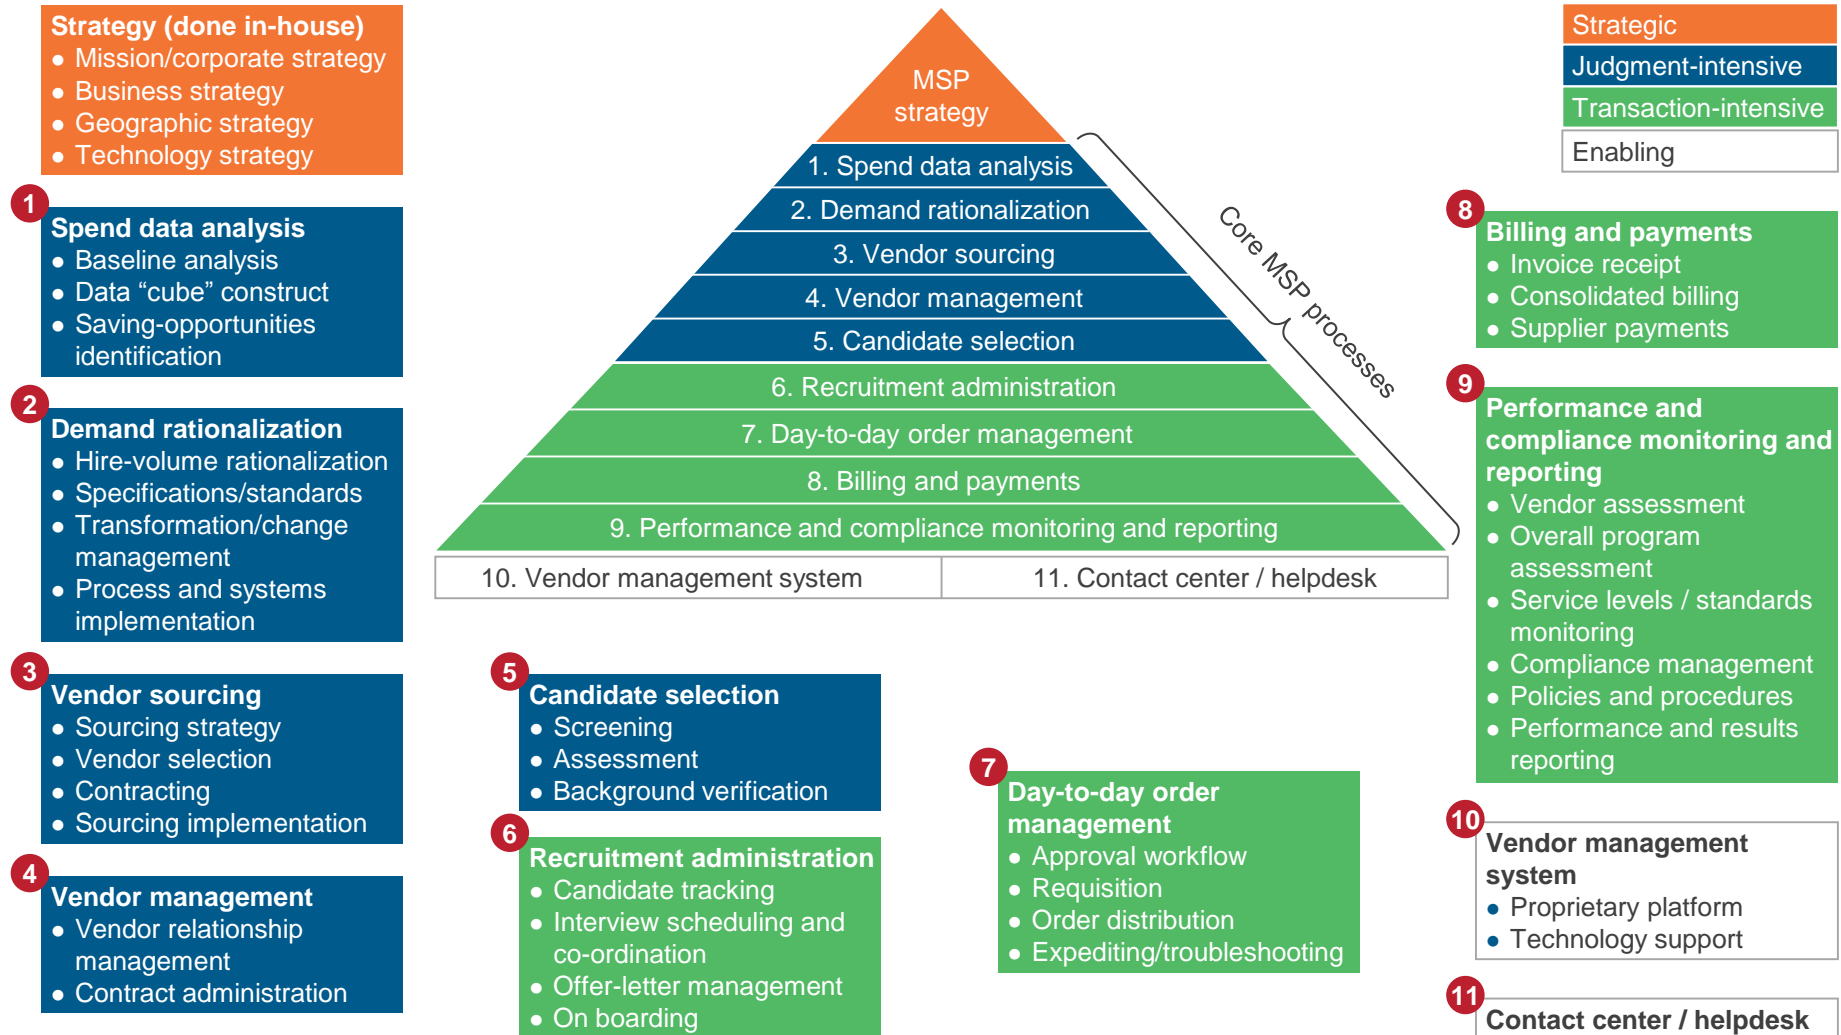 Strategy (done in-house)
● Mission/corporate strategy
● Business strategy
● Geographic strategy
● Technology strategy
1
Spend data analysis
● Baseline analysis
● Data “cube” construct
● Saving-opportunities
identification
2
Demand rationalization
● Hire-volume rationalization
● Specifications/standards
● Transformation/change
management
● Process and systems
implementation
3
Vendor sourcing
● Sourcing strategy
● Vendor selection
● Contracting
● Sourcing implementation
4
Vendor management
● Vendor relationship
management
● Contract administration
MSP
strategy
1. Spend data analysis
2. Demand rationalization
3. Vendor sourcing
4. Vendor management
5. Candidate selection
6. Recruitment administration
7. Day-to-day order management
8. Billing and payments
9. Performance and compliance monitoring and reporting
10. Vendor management system
11. Contact center / helpdesk
Core MSP processes
5
Candidate selection
● Screening
● Assessment
● Background verification
6
Recruitment administration
● Candidate tracking
● Interview scheduling and
co-ordination
● Offer-letter management
● On boarding
7
Day-to-day order
management
● Approval workflow
● Requisition
● Order distribution
● Expediting/troubleshooting
Strategic
Judgment-intensive
Transaction-intensive
Enabling
8
Billing and payments
● Invoice receipt
● Consolidated billing
● Supplier payments
9
Performance and
compliance monitoring and
reporting
● Vendor assessment
● Overall program
assessment
● Service levels / standards
monitoring
● Compliance management
● Policies and procedures
● Performance and results
reporting
10
Vendor management
system
● Proprietary platform
● Technology support
11
Contact center / helpdesk